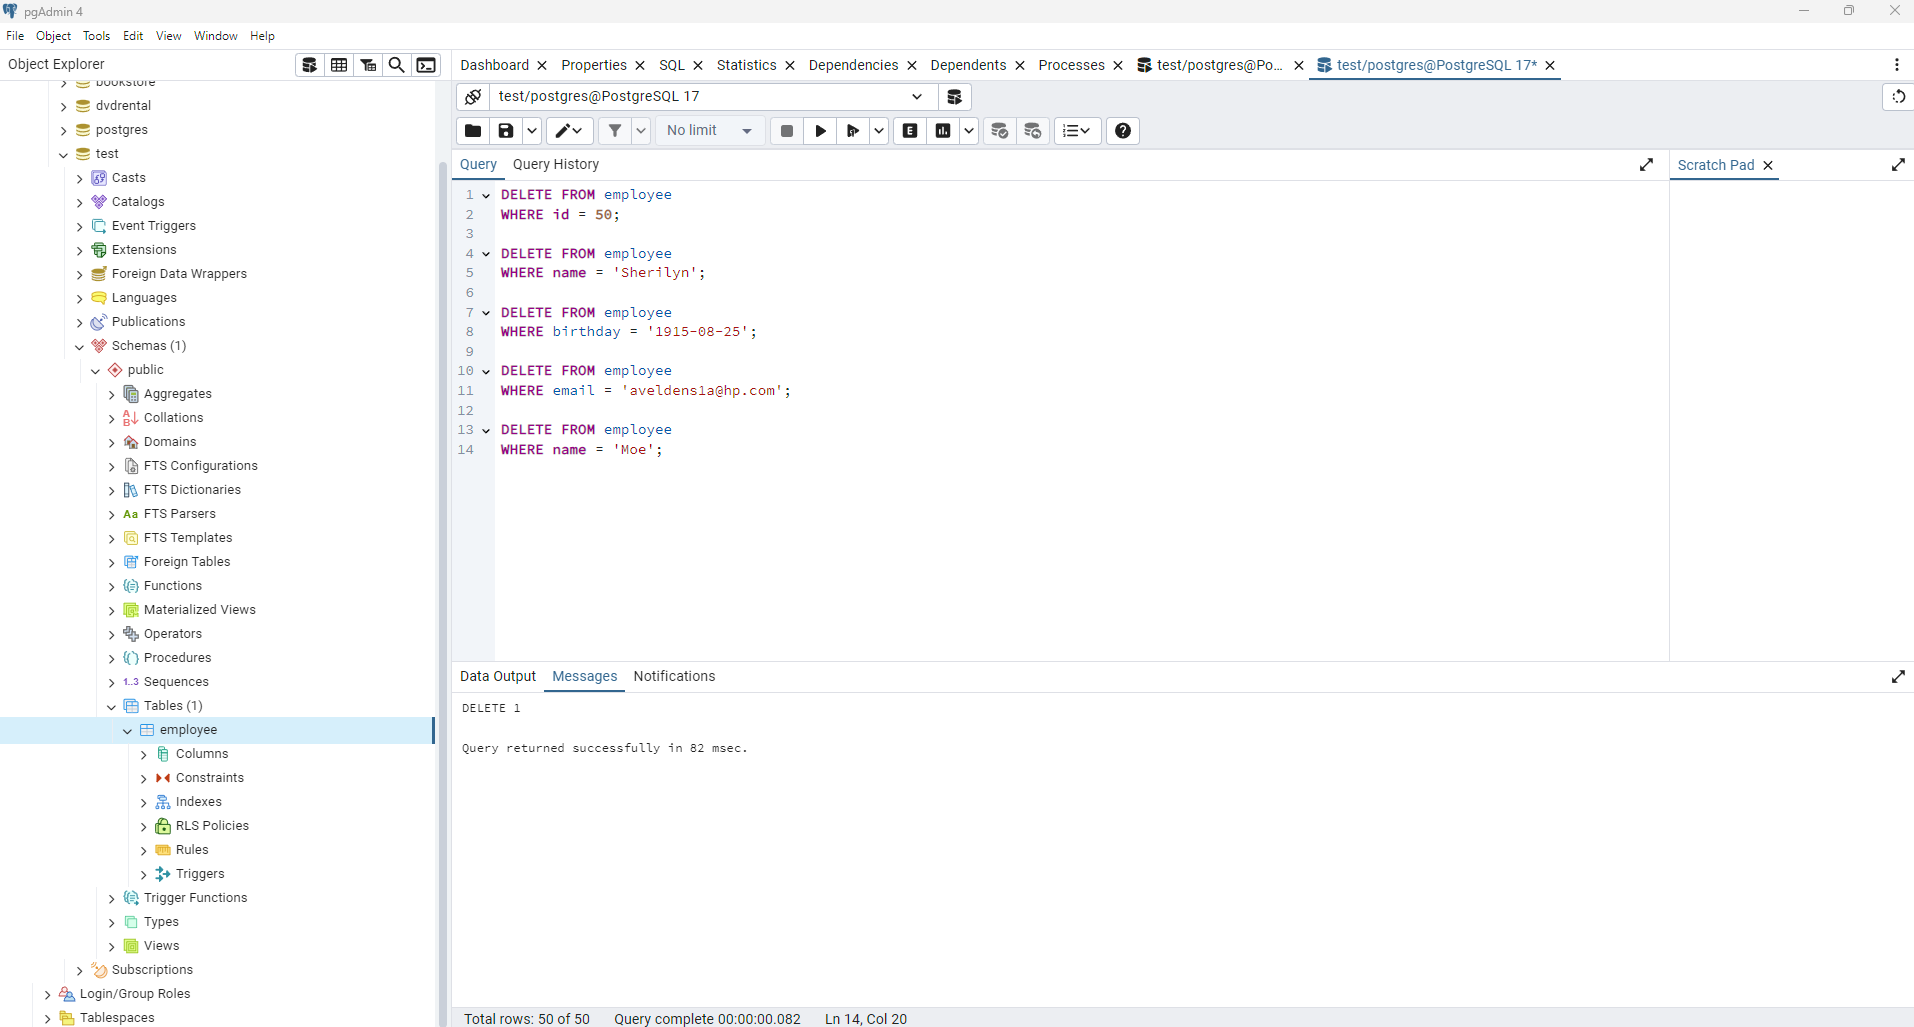 pgAdmin 4
File Object Tools Edit View Window Help
Object Explorer
bookstore
dvdrental
postgres
test
Casts
Catalogs
Event Triggers
Extensions
Foreign Data Wrappers
Languages
Publications
Schemas (1)
public
Aggregates
Collations
Domains
FTS Configurations
FTS Dictionaries
Aa FTS Parsers
FTS Templates
Foreign Tables
Functions
Materialized Views
Operators
Procedures
1..3 Sequences
Tables (1)
employee
Columns
Constraints
Indexes
RLS Policies
Rules
Triggers
Trigger Functions
Types
Views
Subscriptions
Login/Group Roles
Tablespaces
Dashboard Properties SQL Statistics Dependencies Dependents Processes test/postgres@Po... test/postgres@PostgreSQL 17*
test/postgres@PostgreSQL 17
No limit E
Query Query History
1 DELETE FROM employee
2 WHERE id = 50;
3
4 DELETE FROM employee
5 WHERE name = 'Sherilyn';
6
7 DELETE FROM employee
8 WHERE birthday = '1915-08-25';
9
10 DELETE FROM employee
11 WHERE email = 'aveldens1a@hp.com';
12
13 DELETE FROM employee
14 WHERE name = 'Moe';
Scratch Pad
Data Output Messages Notifications
DELETE 1
Query returned successfully in 82 msec.
Total rows: 50 of 50 Query complete 00:00:00.082 Ln 14, Col 20